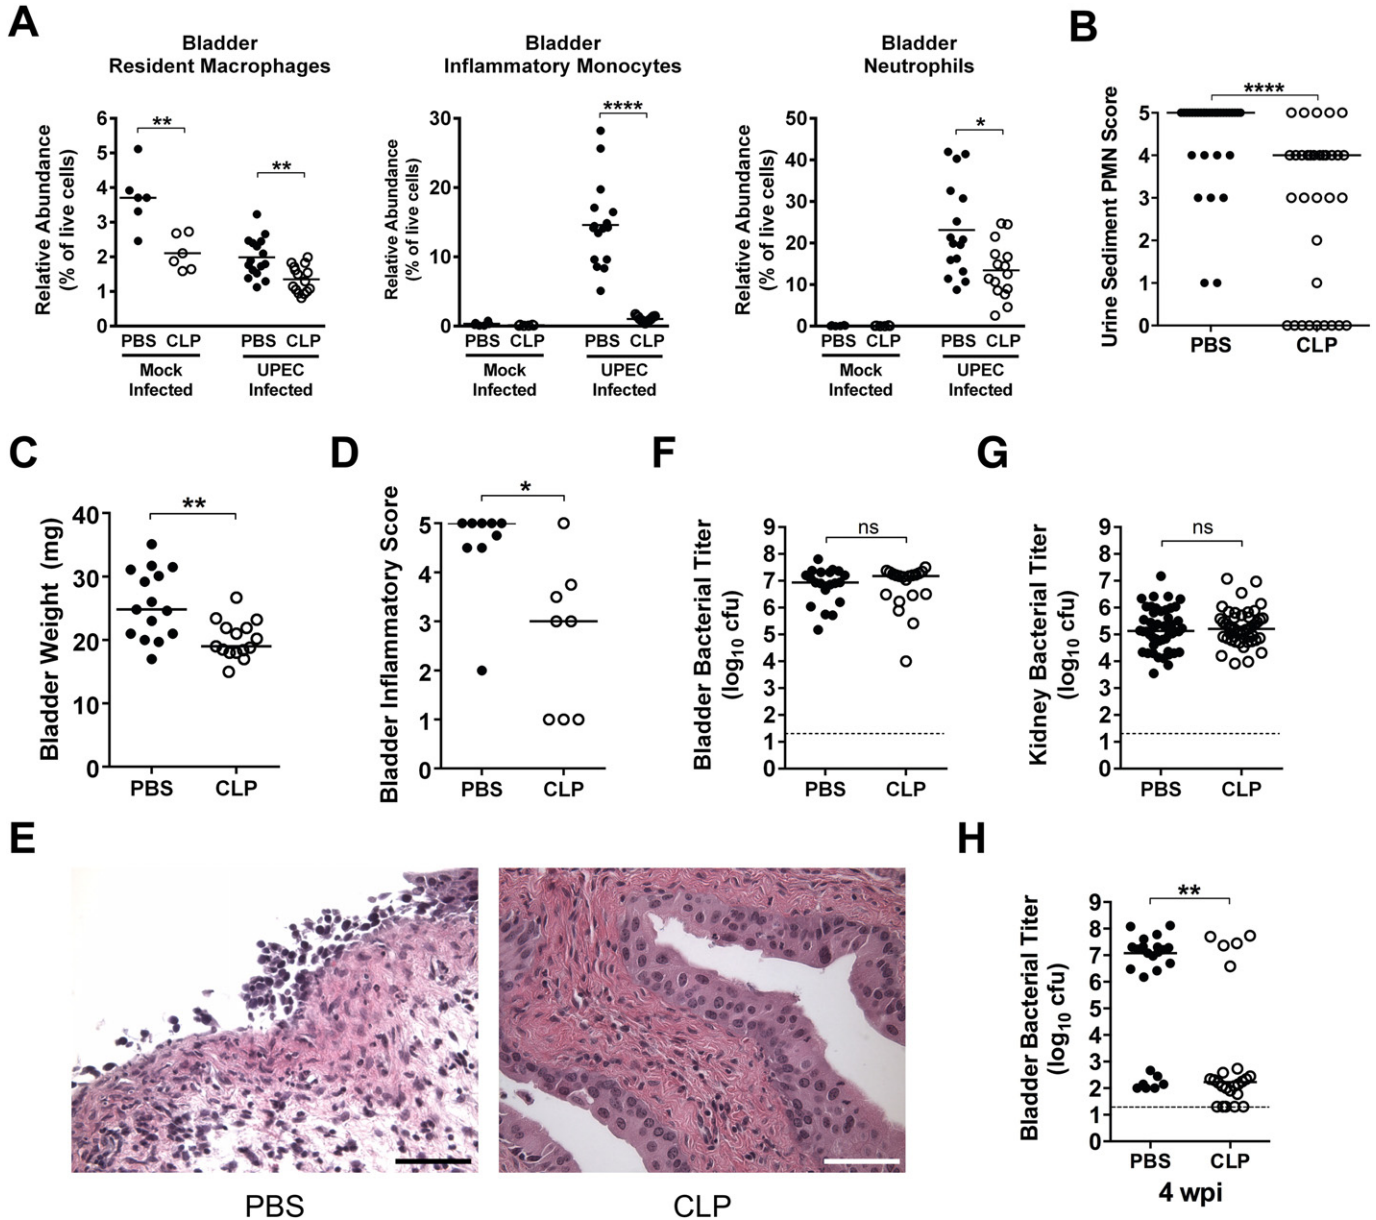 A
Bladder
Resident Macrophages
Relative Abundance
(% of live cells)
6
5
4
3
2
1
0
**
**
PBS CLP PBS CLP
Mock
Infected
UPEC
Infected
Bladder
Inflammatory Monocytes
Relative Abundance
(% of live cells)
30
20
10
0
****
PBS CLP PBS CLP
Mock
Infected
UPEC
Infected
Bladder
Neutrophils
Relative Abundance
(% of live cells)
50
40
30
20
10
0
*
PBS CLP PBS CLP
Mock
Infected
UPEC
Infected
B
Urine Sediment PMN Score
5
4
3
2
1
0
****
PBS CLP
C
Bladder Weight (mg)
40
30
20
10
0
**
PBS CLP
D
Bladder Inflammatory Score
5
4
3
2
1
0
*
PBS CLP
F
Bladder Bacterial Titer
(log10 cfu)
9
8
7
6
5
4
3
2
1
0
ns
PBS CLP
G
Kidney Bacterial Titer
(log10 cfu)
9
8
7
6
5
4
3
2
1
0
ns
PBS CLP
E
PBS
CLP
H
Bladder Bacterial Titer
(log10 cfu)
9
8
7
6
5
4
3
2
1
0
**
PBS CLP
4 wpi